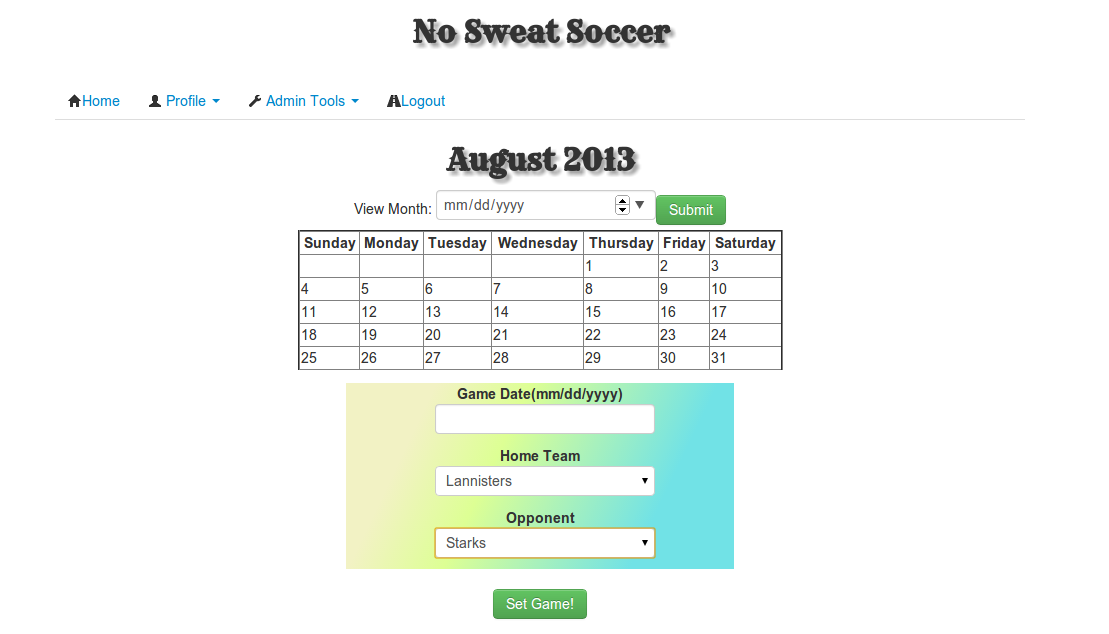 No Sweat Soccer
Home Profile Admin Tools Logout
August 2013
View Month: mm/dd/yyyy Submit
Sunday Monday Tuesday Wednesday Thursday Friday Saturday
1 2 3
4 5 6 7 8 9 10
11 12 13 14 15 16 17
18 19 20 21 22 23 24
25 26 27 28 29 30 31
Game Date(mm/dd/yyyy)
Home Team
Lannisters
Opponent
Starks
Set Game!